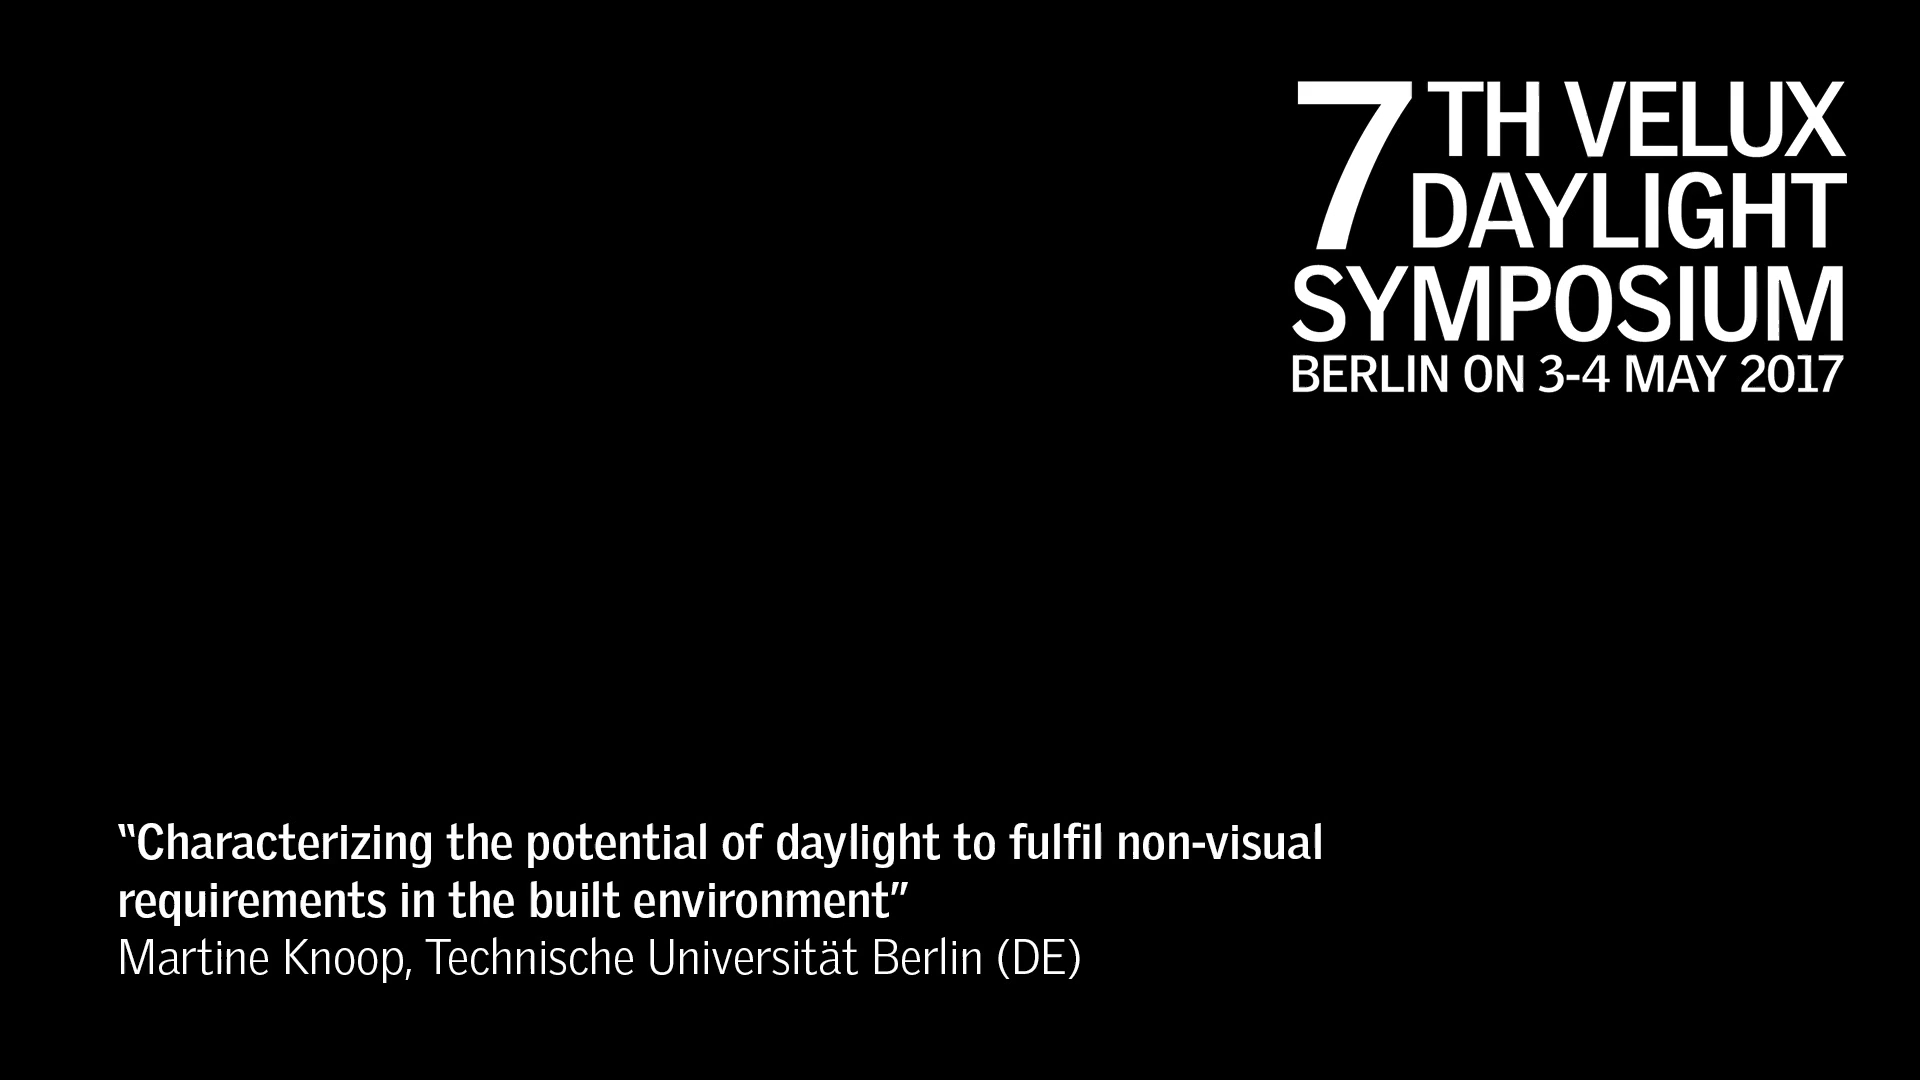 7TH VELUX
DAYLIGHT
SYMPOSIUM
BERLIN ON 3-4 MAY 2017
“Characterizing the potential of daylight to fulfil non-visual
requirements in the built environment”
Martine Knoop, Technische Universität Berlin (DE)